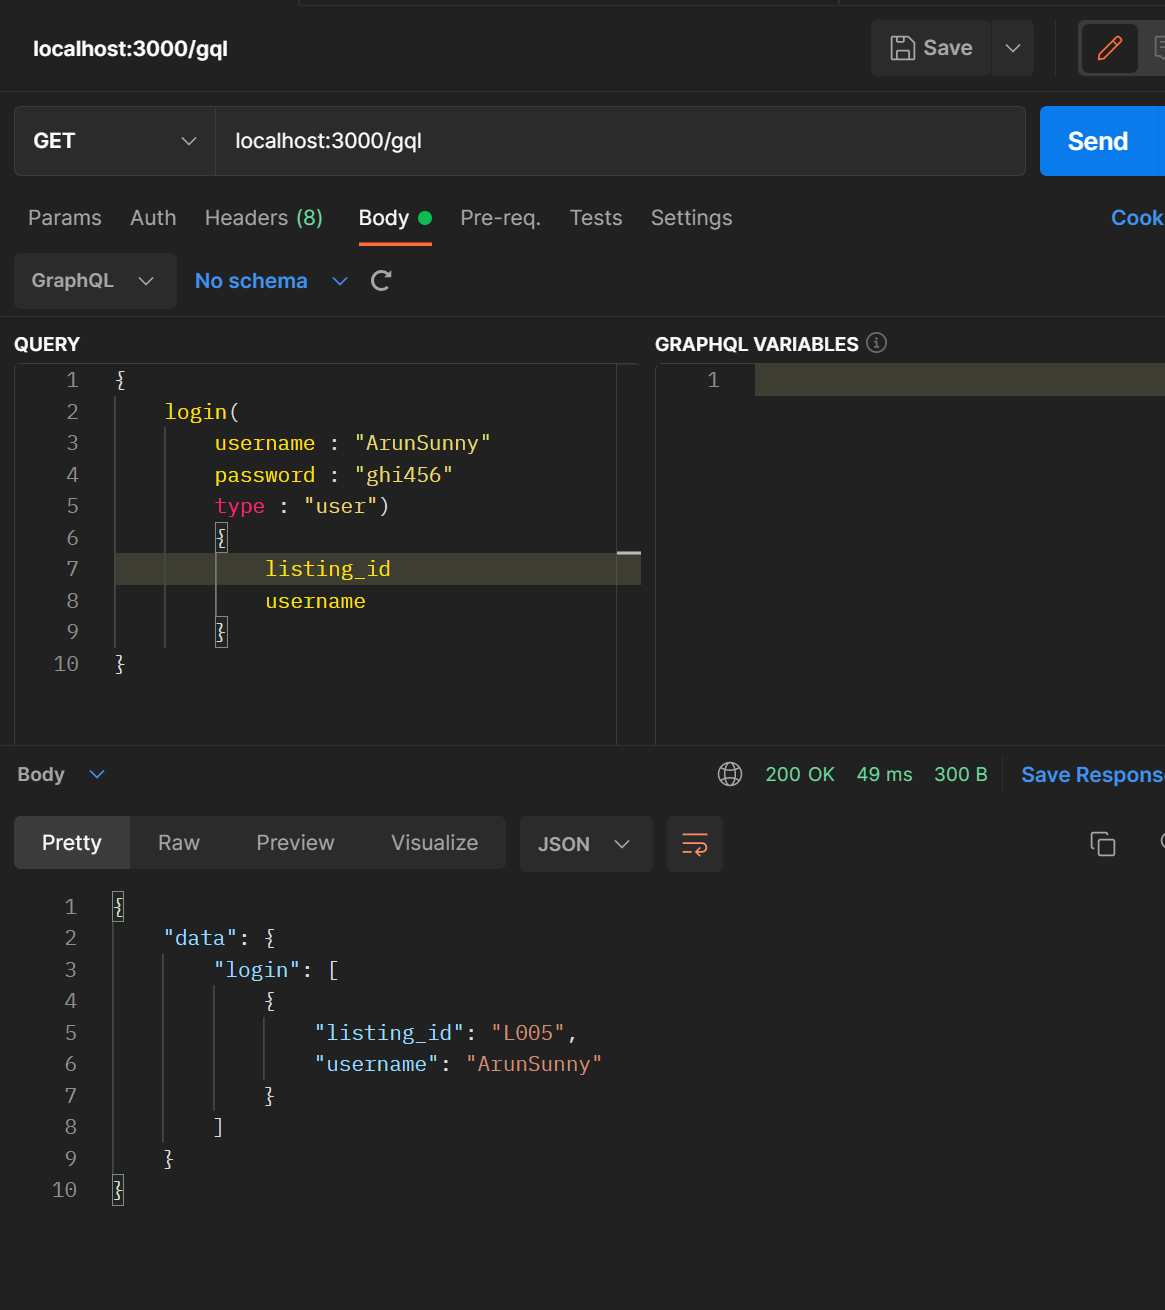 localhost:3000/gql
Save
GET localhost:3000/gql Send
Params Auth Headers (8) Body Pre-req. Tests Settings Cook
GraphQL No schema
QUERY
GRAPHQL VARIABLES
1 {
2 login(
3 username : "ArunSunny"
4 password : "ghi456"
5 type : "user")
6 {
7 listing_id
8 username
9 }
10 }
1
Body 200 OK 49 ms 300 B Save Respons
Pretty Raw Preview Visualize JSON
1 {
2 "data": {
3 "login": [
4 {
5 "listing_id": "L005",
6 "username": "ArunSunny"
7 }
8 ]
9 }
10 }